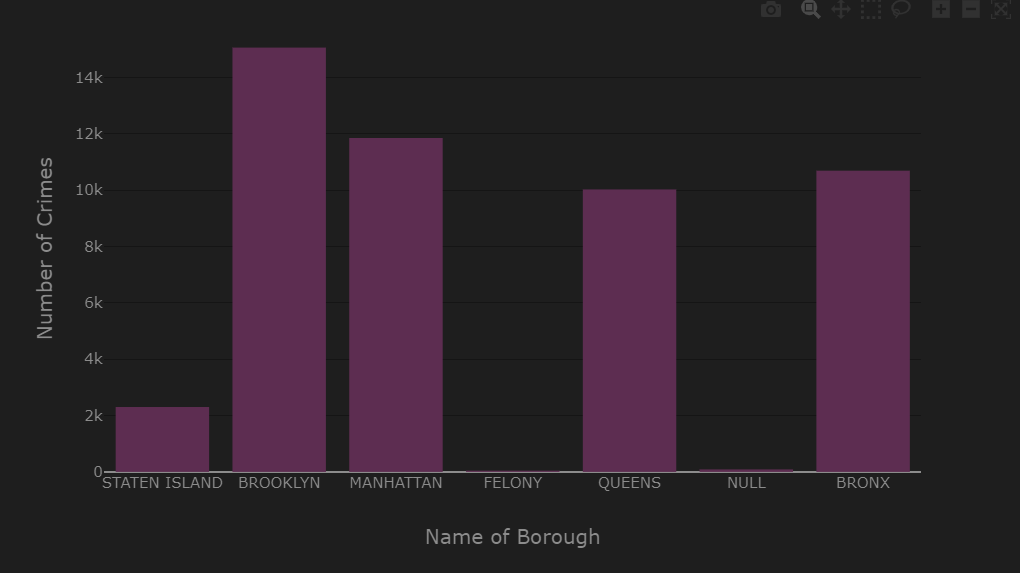 14k
12k
10k
8k
6k
4k
2k
0
Number of Crimes
STATEN ISLAND BROOKLYN MANHATTAN FELONY QUEENS NULL BRONX
Name of Borough